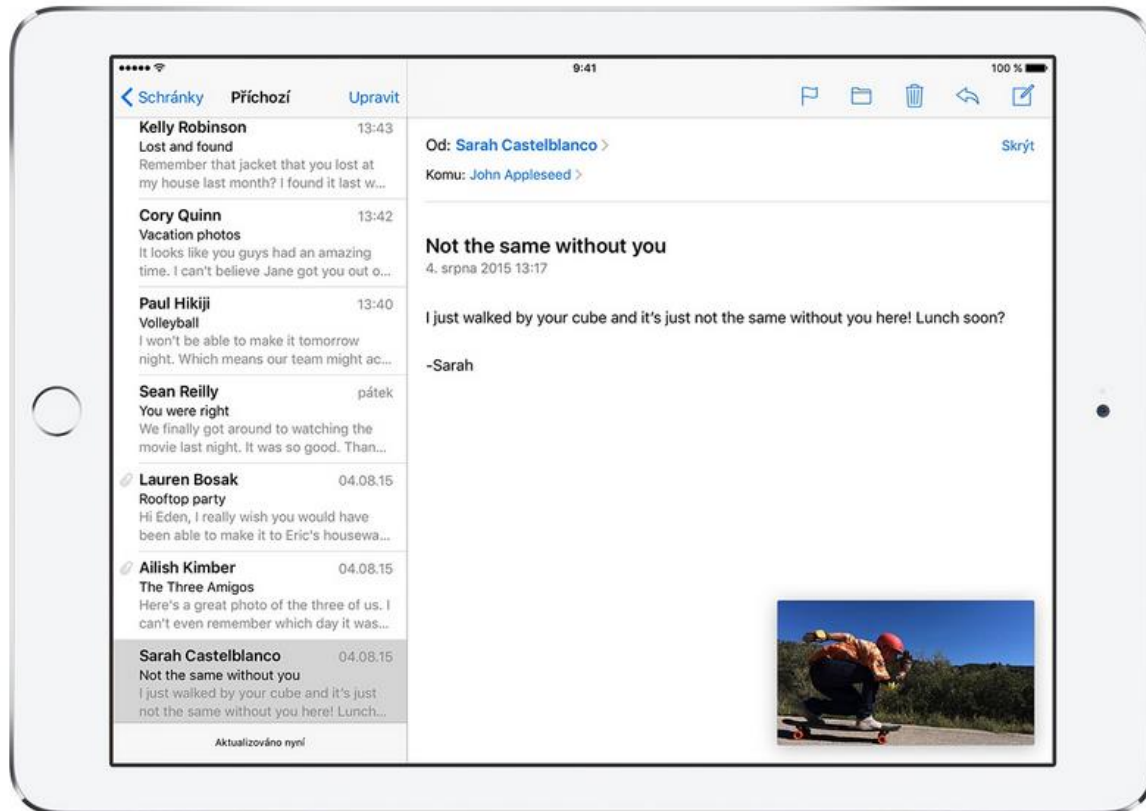 9:41
100 %
Schránky
Příchozí
Upravit
Kelly Robinson 13:43
Lost and found
Remember that jacket that you lost at
my house last month? I found it last w...
Cory Quinn 13:42
Vacation photos
It looks like you guys had an amazing
time. I can't believe Jane got you out o...
Paul Hikiji 13:40
Volleyball
I won't be able to make it tomorrow
night. Which means our team might ac...
Sean Reilly pátek
You were right
We finally got around to watching the
movie last night. It was so good. Than...
Lauren Bosak 04.08.15
Rooftop party
Hi Eden, I really wish you would have
been able to make it to Eric's housewa...
Ailish Kimber 04.08.15
The Three Amigos
Here's a great photo of the three of us. I
can't even remember which day it was...
Sarah Castelblanco 04.08.15
Not the same without you
I just walked by your cube and it's just
not the same without you here! Lunch...
Aktualizováno nyní
Od: Sarah Castelblanco
Skrýt
Komu: John Appleseed
Not the same without you
4. srpna 2015 13:17
I just walked by your cube and it's just not the same without you here! Lunch soon?
-Sarah